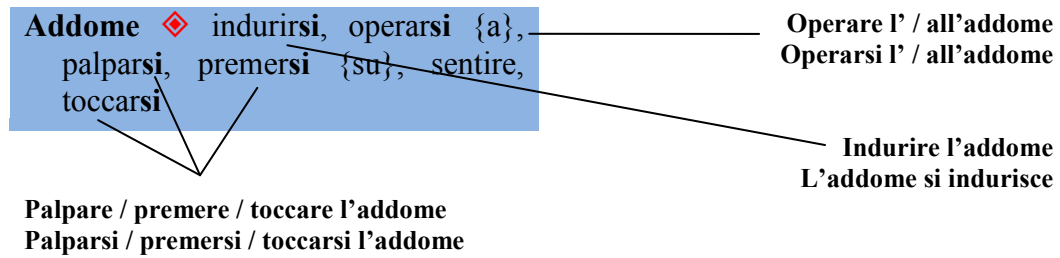 Addome indurirsi, operarsi {a},
palparsi, premersi {su}, sentire,
toccarsi
Operare l’ / all’addome
Operarsi l’ / all’addome
Indurire l’addome
L’addome si indurisce
Palpare / premere / toccare l’addome
Palparsi / premersi / toccarsi l’addome